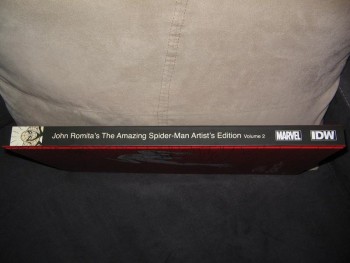 John Romita's The Amazing Spider-Man Artist's Edition Volume 2 MARVEL IDW